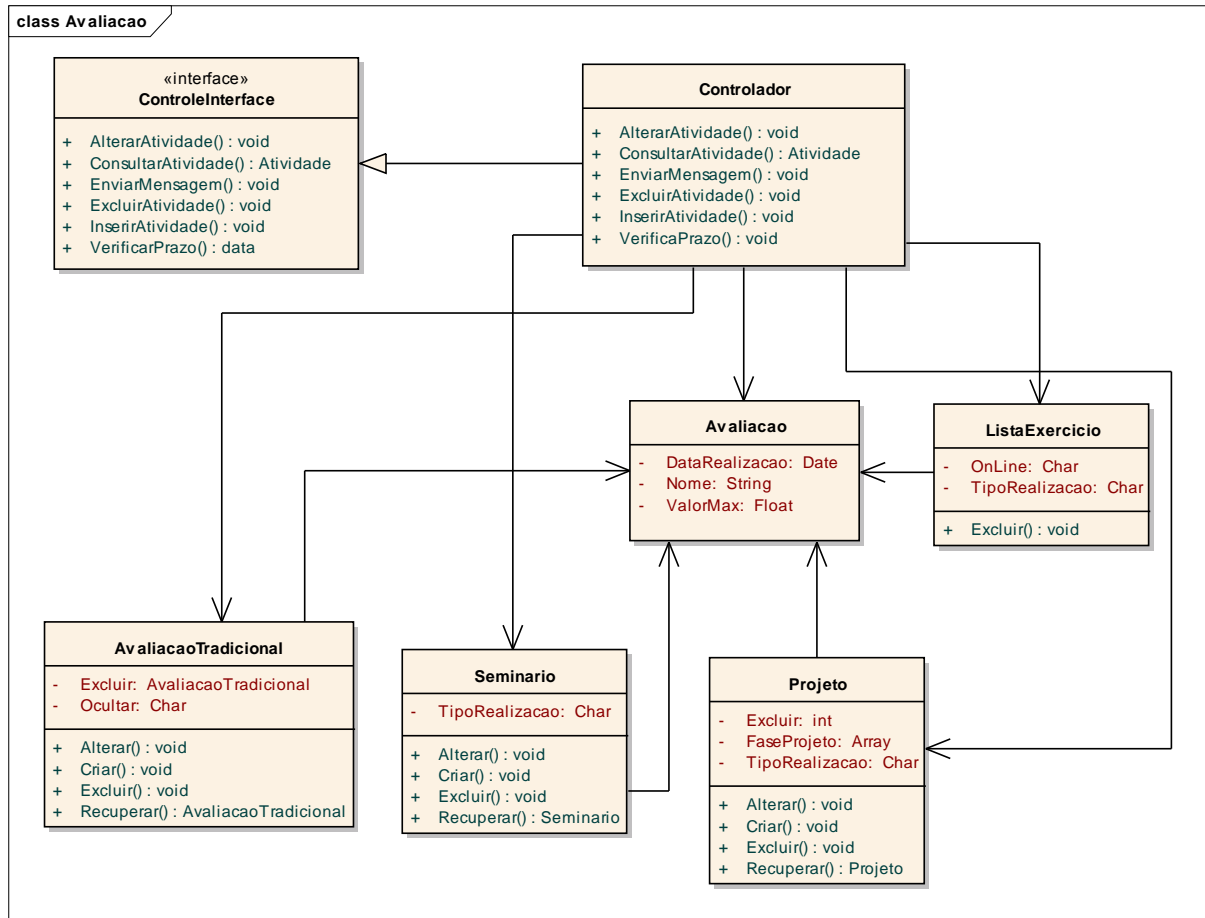 class Avaliacao
«interface»
ControleInterface
+ AlterarAtividade() : void
+ ConsultarAtividade() : Atividade
+ EnviarMensagem() : void
+ ExcluirAtividade() : void
+ InserirAtividade() : void
+ VerificarPrazo() : data
Controlador
+ AlterarAtividade() : void
+ ConsultarAtividade() : Atividade
+ EnviarMensagem() : void
+ ExcluirAtividade() : void
+ InserirAtividade() : void
+ VerificaPrazo() : void
Avaliacao
- DataRealizacao: Date
- Nome: String
- ValorMax: Float
ListaExercicio
- OnLine: Char
- TipoRealizacao: Char
+ Excluir() : void
AvaliacaoTradicional
- Excluir: AvaliacaoTradicional
- Ocultar: Char
+ Alterar() : void
+ Criar() : void
+ Excluir() : void
+ Recuperar() : AvaliacaoTradicional
Seminario
- TipoRealizacao: Char
+ Alterar() : void
+ Criar() : void
+ Excluir() : void
+ Recuperar() : Seminario
Projeto
- Excluir: int
- FaseProjeto: Array
- TipoRealizacao: Char
+ Alterar() : void
+ Criar() : void
+ Excluir() : void
+ Recuperar() : Projeto